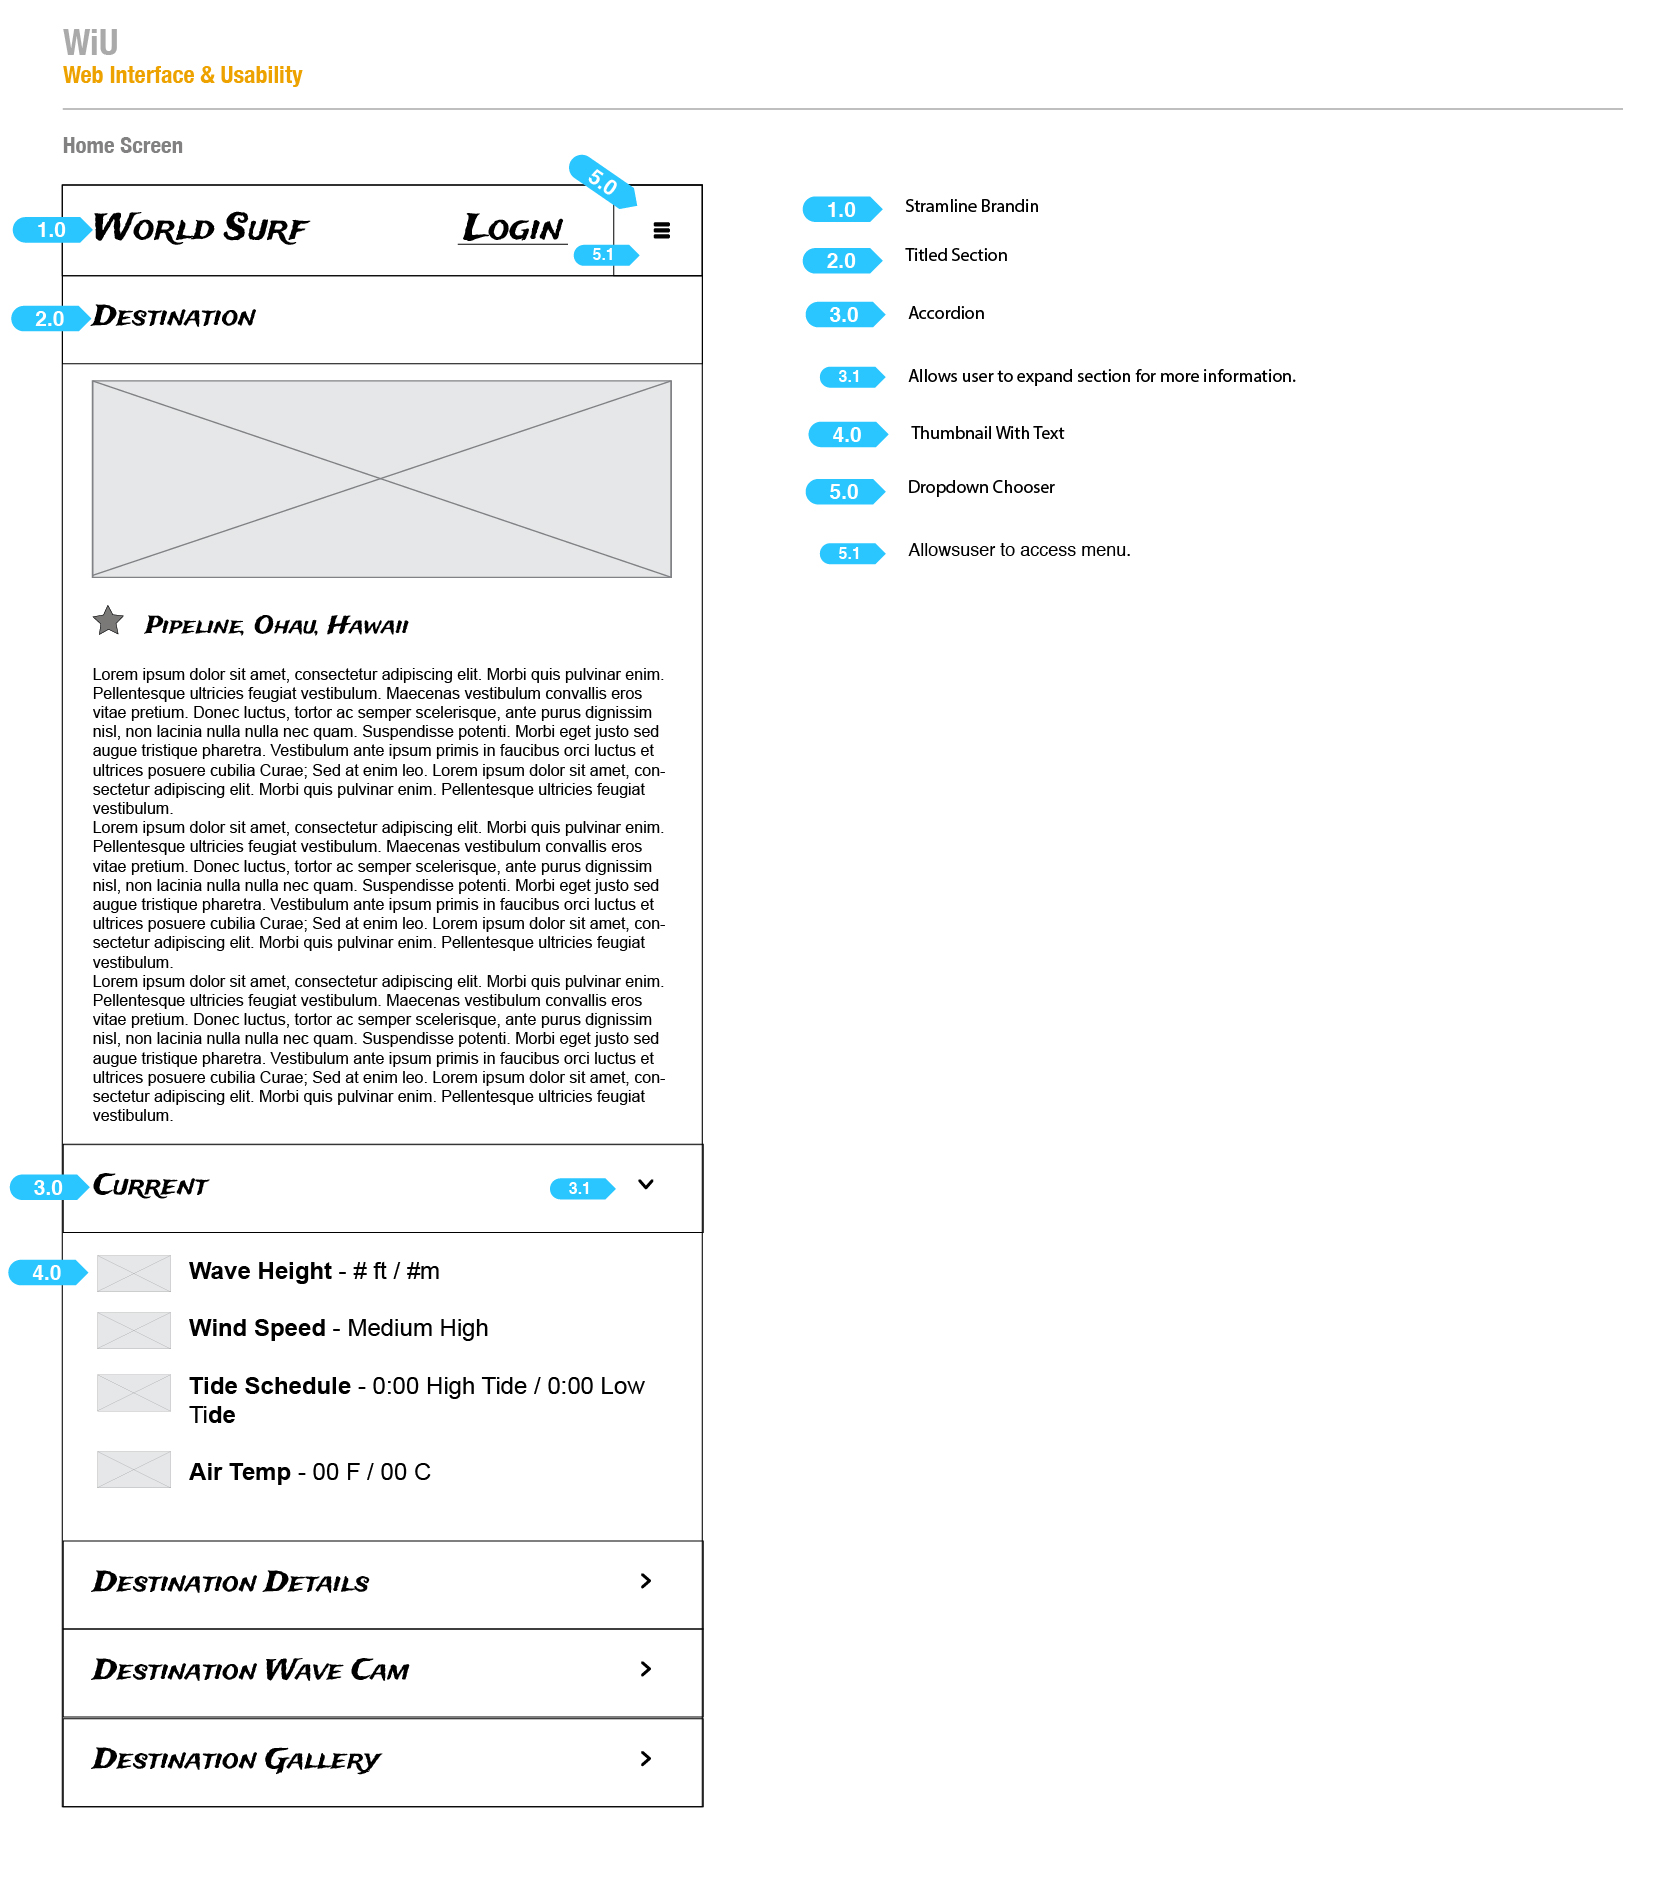 WiU
Web Interface & Usability
Home Screen
5.0
1.0 World Surf Login
5.1
2.0 Destination
Pipeline, Ohau, Hawaii
Lorem ipsum dolor sit amet, consectetur adipiscing elit. Morbi quis pulvinar enim.
Pellentesque ultricies feugiat vestibulum. Maecenas vestibulum convallis eros
vitae pretium. Donec luctus, tortor ac semper scelerisque, ante purus dignissim
nisl, non lacinia nulla nulla nec quam. Suspendisse potenti. Morbi eget justo sed
augue tristique pharetra. Vestibulum ante ipsum primis in faucibus orci luctus et
ultrices posuere cubilia Curae; Sed at enim leo. Lorem ipsum dolor sit amet, con-
sectetur adipiscing elit. Morbi quis pulvinar enim. Pellentesque ultricies feugiat
vestibulum.
Lorem ipsum dolor sit amet, consectetur adipiscing elit. Morbi quis pulvinar enim.
Pellentesque ultricies feugiat vestibulum. Maecenas vestibulum convallis eros
vitae pretium. Donec luctus, tortor ac semper scelerisque, ante purus dignissim
nisl, non lacinia nulla nulla nec quam. Suspendisse potenti. Morbi eget justo sed
augue tristique pharetra. Vestibulum ante ipsum primis in faucibus orci luctus et
ultrices posuere cubilia Curae; Sed at enim leo. Lorem ipsum dolor sit amet, con-
sectetur adipiscing elit. Morbi quis pulvinar enim. Pellentesque ultricies feugiat
vestibulum.
Lorem ipsum dolor sit amet, consectetur adipiscing elit. Morbi quis pulvinar enim.
Pellentesque ultricies feugiat vestibulum. Maecenas vestibulum convallis eros
vitae pretium. Donec luctus, tortor ac semper scelerisque, ante purus dignissim
nisl, non lacinia nulla nulla nec quam. Suspendisse potenti. Morbi eget justo sed
augue tristique pharetra. Vestibulum ante ipsum primis in faucibus orci luctus et
ultrices posuere cubilia Curae; Sed at enim leo. Lorem ipsum dolor sit amet, con-
sectetur adipiscing elit. Morbi quis pulvinar enim. Pellentesque ultricies feugiat
vestibulum.
3.0 Current 3.1
4.0 Wave Height - # ft / #m
Wind Speed - Medium High
Tide Schedule - 0:00 High Tide / 0:00 Low
Tide
Air Temp - 00 F / 00 C
Destination Details
Destination Wave Cam
Destination Gallery
1.0 Stramline Brandin
2.0 Titled Section
3.0 Accordion
3.1 Allows user to expand section for more information.
4.0 Thumbnail With Text
5.0 Dropdown Chooser
5.1 Allowsuser to access menu.